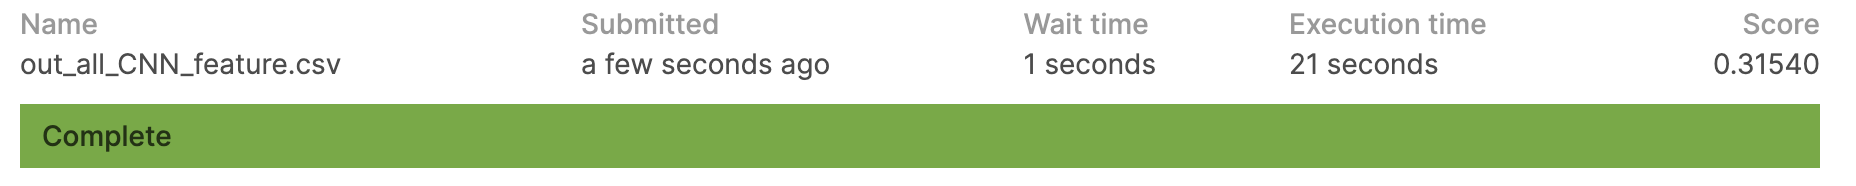 Name Submitted Wait time Execution time Score
out_all_CNN_feature.csv a few seconds ago 1 seconds 21 seconds 0.31540
Complete